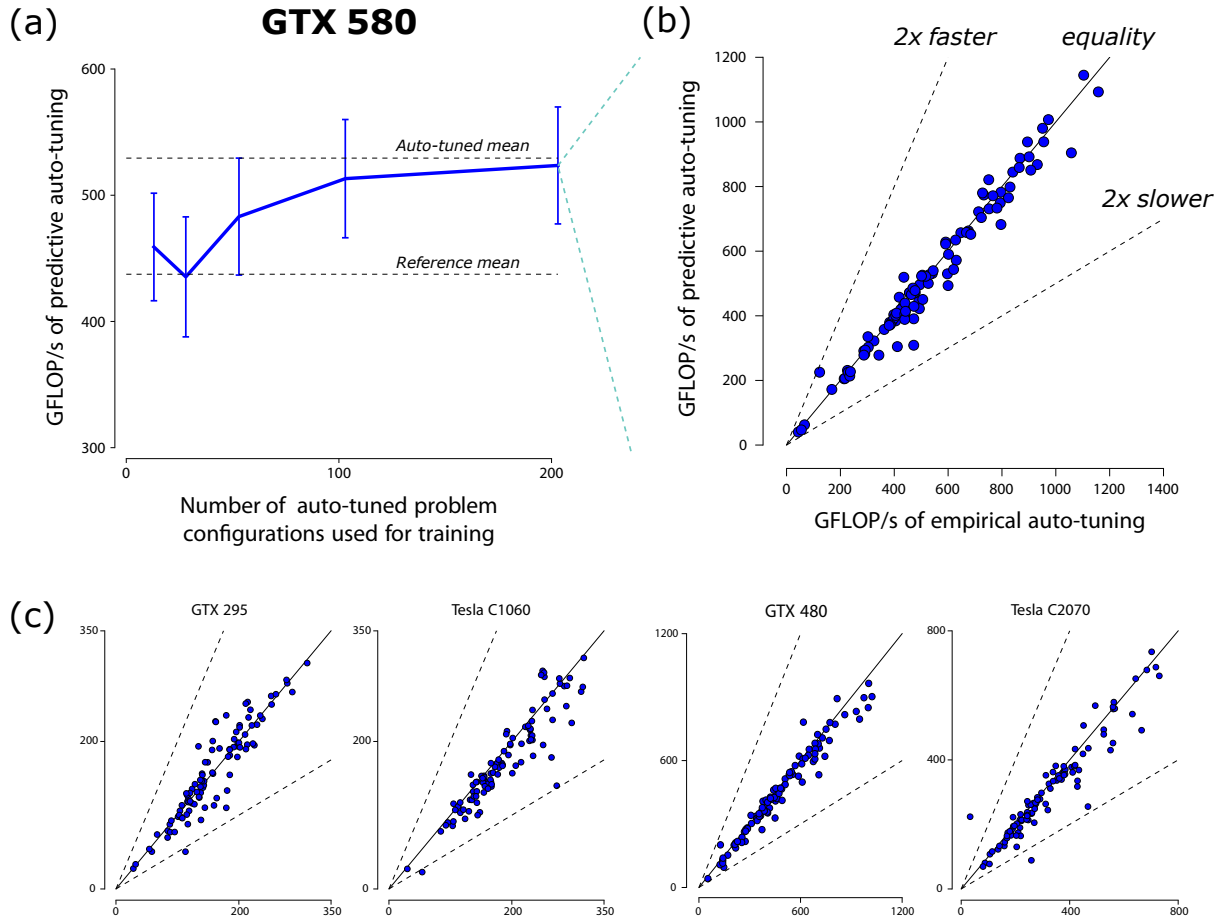 (a)
GTX 580
600
500
400
300
0
100
200
Auto-tuned mean
Reference mean
GFLOP/s of predictive auto-tuning
Number of auto-tuned problem
configurations used for training
(b)
2x faster
equality
2x slower
1200
1000
800
600
400
200
0
0
200
400
600
800
1000
1200
1400
GFLOP/s of predictive auto-tuning
GFLOP/s of empirical auto-tuning
(c)
GTX 295
350
200
0
0
200
350
Tesla C1060
350
200
0
0
200
350
GTX 480
1200
600
0
0
600
1200
Tesla C2070
800
400
0
0
200
400
600
800